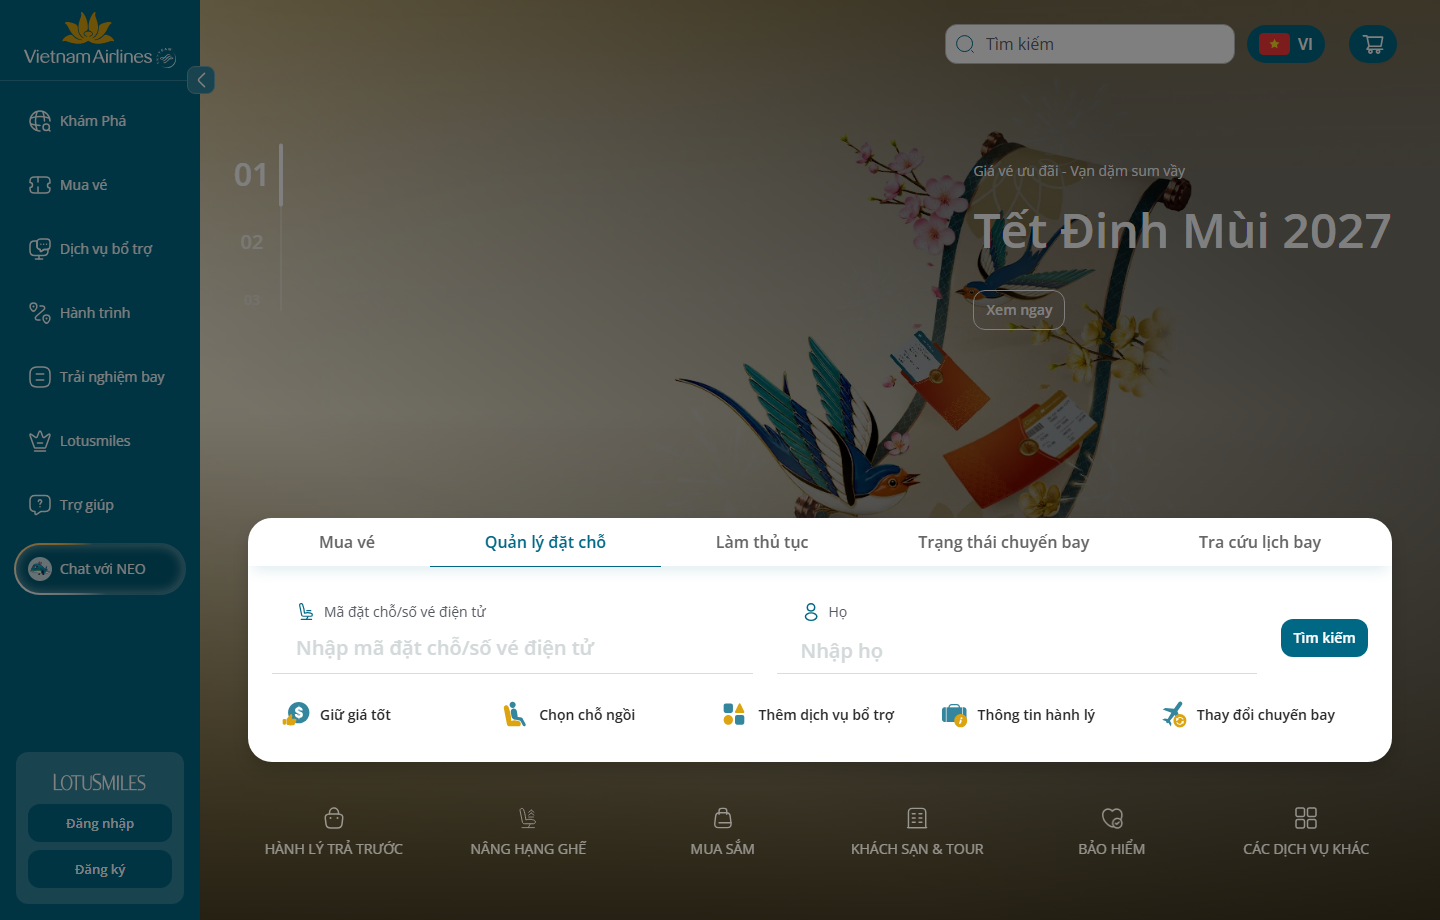 Vietnam Airlines
Tìm kiếm
VI
Khám Phá
Mua vé
Dịch vụ bổ trợ
Hành trình
Trải nghiệm bay
Lotusmiles
Trợ giúp
Chat với NEO
LOTUSMILES
Đăng nhập
Đăng ký
01
02
03
Giá vé ưu đãi - Vạn dặm sum vầy
Tết Đinh Mùi 2027
Xem ngay
Mua vé
Quản lý đặt chỗ
Làm thủ tục
Trạng thái chuyến bay
Tra cứu lịch bay
Mã đặt chỗ/số vé điện tử
Nhập mã đặt chỗ/số vé điện tử
Họ
Nhập họ
Tìm kiếm
Giữ giá tốt
Chọn chỗ ngồi
Thêm dịch vụ bổ trợ
Thông tin hành lý
Thay đổi chuyến bay
HÀNH LÝ TRẢ TRƯỚC
NÂNG HẠNG GHẾ
MUA SẮM
KHÁCH SẠN & TOUR
BẢO HIỂM
CÁC DỊCH VỤ KHÁC